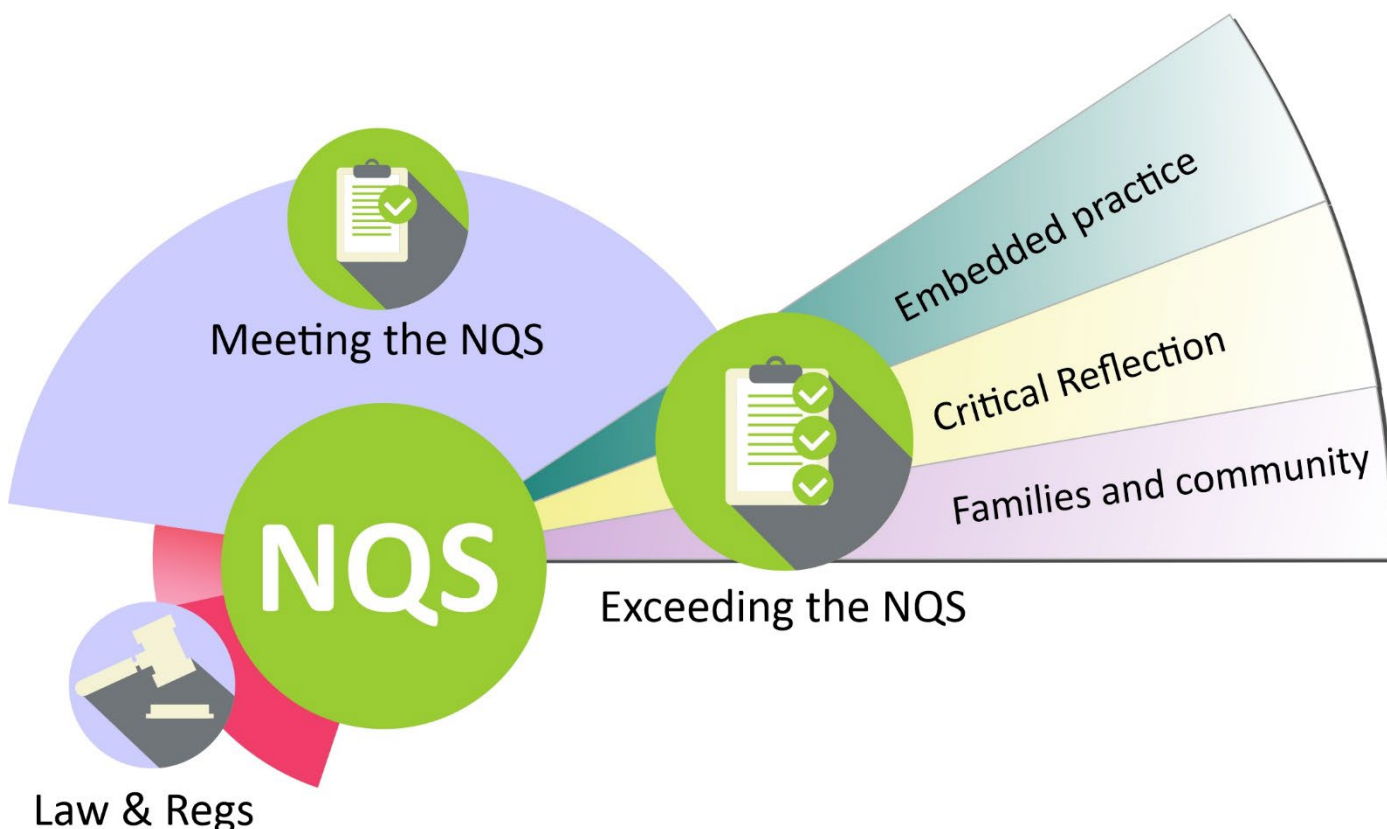 Embedded practice
Critical Reflection
Families and community
Meeting the NQS
NQS
Exceeding the NQS
Law & Regs